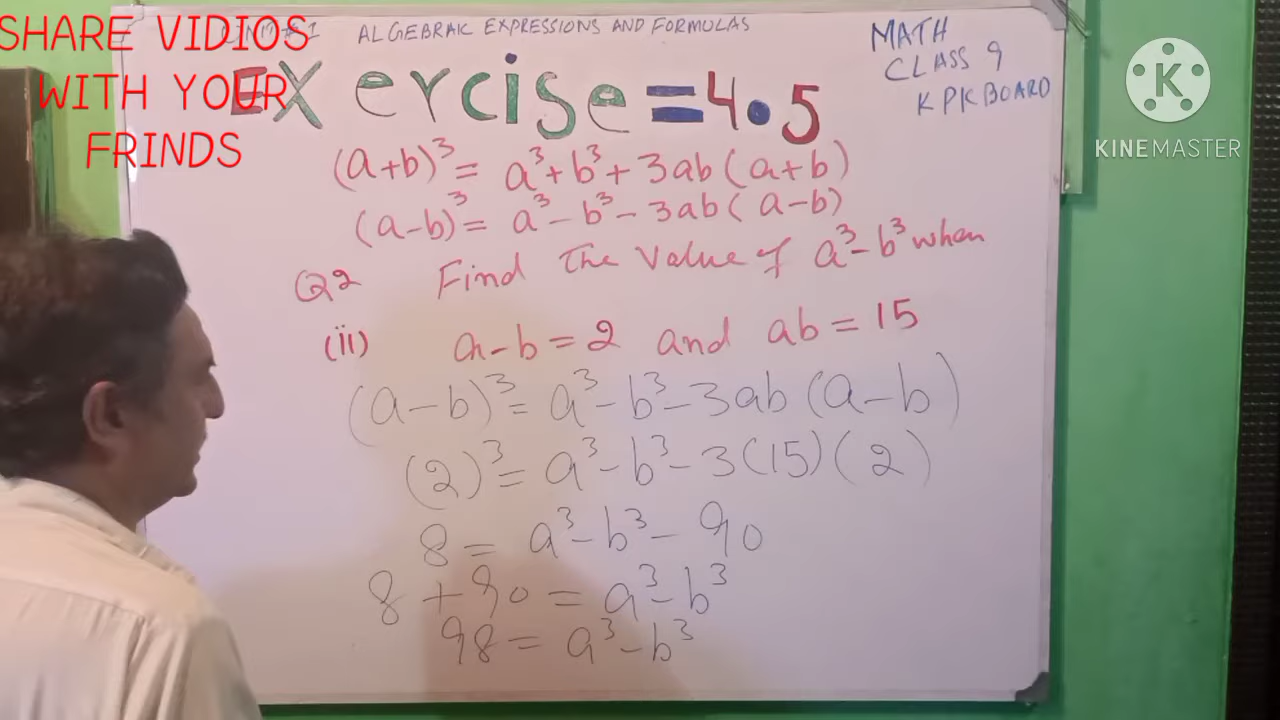 SHARE VIDIOS
WITH YOUR
FRINDS
ALGEBRAIC EXPRESSIONS AND FORMULAS
MATH
CLASS 9
KPK BOARD
KINEMASTER
Exercise = 4.5
(a+b)³ = a³ + b³ + 3ab (a+b)
(a-b)³ = a³ - b³ - 3ab (a-b)
Q2 Find The Value of a³ - b³ when
(ii) a-b = 2 and ab = 15
(a-b)³ = a³ - b³ - 3ab (a-b)
(2)³ = a³ - b³ - 3(15)(2)
8 = a³ - b³ - 90
8 + 90 = a³ - b³
98 = a³ - b³